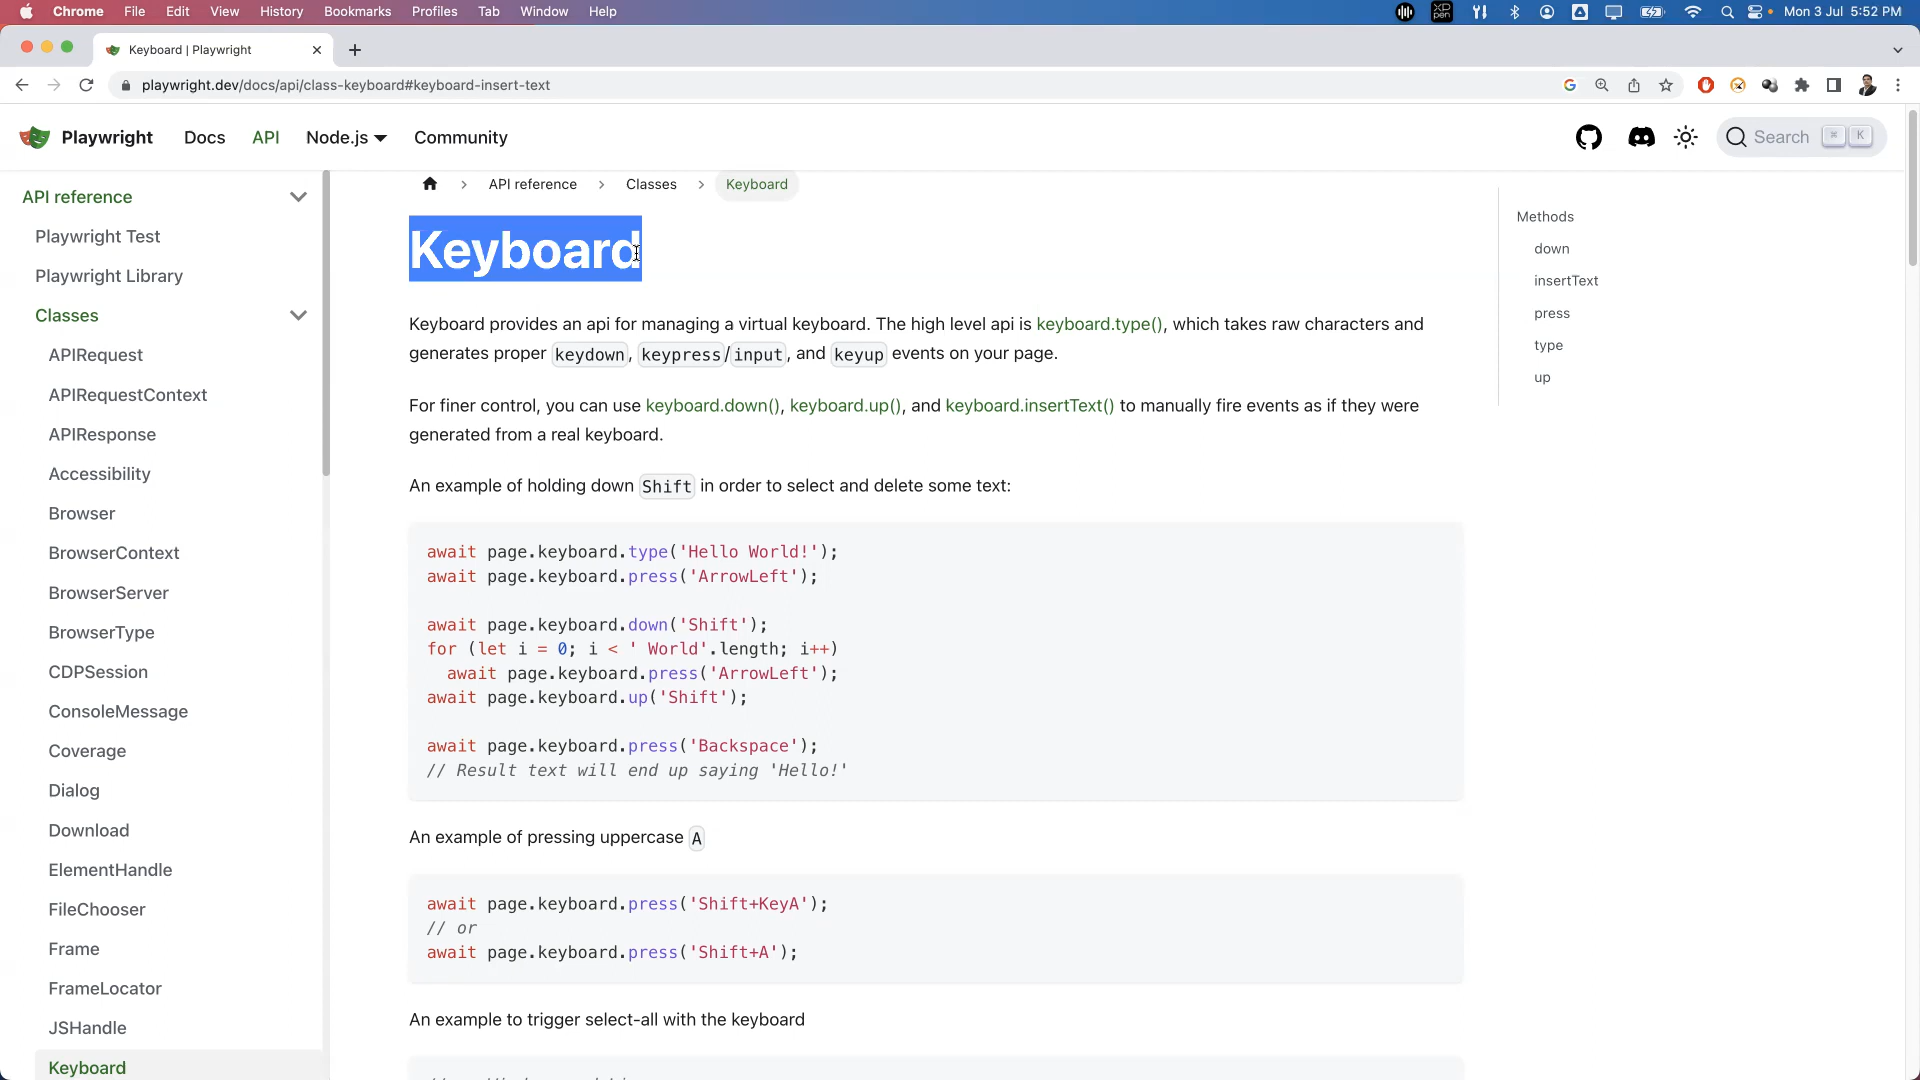 Chrome File Edit View History Bookmarks Profiles Tab Window Help Mon 3 Jul 5:52 PM
Keyboard | Playwright
playwright.dev/docs/api/class-keyboard#keyboard-insert-text
Playwright Docs API Node.js Community Search ⌘ K
API reference
Playwright Test
Playwright Library
Classes
APIRequest
APIRequestContext
APIResponse
Accessibility
Browser
BrowserContext
BrowserServer
BrowserType
CDPSession
ConsoleMessage
Coverage
Dialog
Download
ElementHandle
FileChooser
Frame
FrameLocator
JSHandle
Keyboard
API reference > Classes > Keyboard
Keyboard
Keyboard provides an api for managing a virtual keyboard. The high level api is keyboard.type(), which takes raw characters and
generates proper keydown, keypress/input, and keyup events on your page.
For finer control, you can use keyboard.down(), keyboard.up(), and keyboard.insertText() to manually fire events as if they were
generated from a real keyboard.
An example of holding down Shift in order to select and delete some text:
await page.keyboard.type('Hello World!');
await page.keyboard.press('ArrowLeft');
await page.keyboard.down('Shift');
for (let i = 0; i < ' World'.length; i++)
await page.keyboard.press('ArrowLeft');
await page.keyboard.up('Shift');
await page.keyboard.press('Backspace');
// Result text will end up saying 'Hello!'
An example of pressing uppercase A
await page.keyboard.press('Shift+KeyA');
// or
await page.keyboard.press('Shift+A');
An example to trigger select-all with the keyboard
Methods
down
insertText
press
type
up